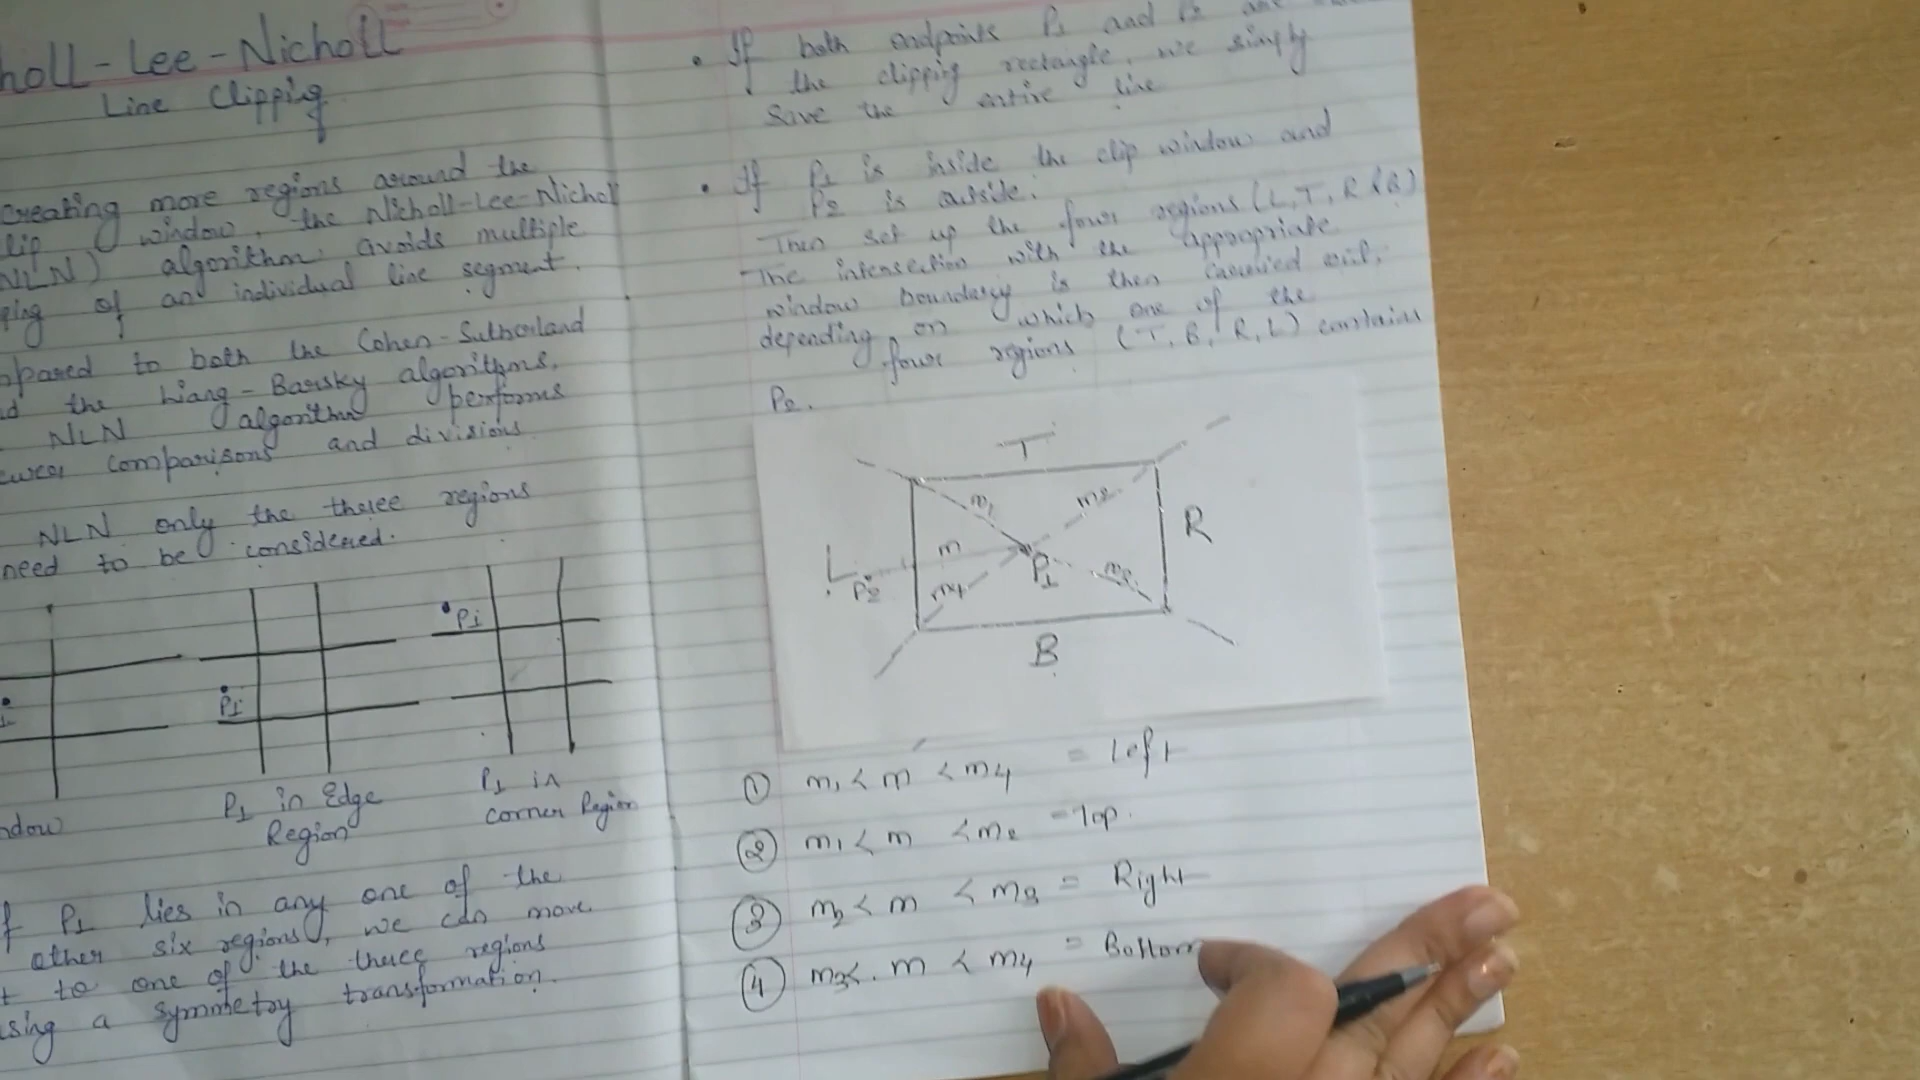 holl-Lee-Nicholl
Line Clipping
Creating more regions around the
lip window, the Nicholl-Lee-Nichol
NLN) algorithm avoids multiple
ping of an individual line segment.
mpared to both the Cohen-Sutherland
d the Liang-Barsky algorithms,
NLN algorithm performs
ewer comparisons and divisions
NLN only the three regions
need to be considered.
P1
P1
P1 in Edge
Region
P1 in
corner Region
ndow
f P1 lies in any one of the
other six regions, we can move
t to one of the three regions
sing a symmetry transformation.
• If both endpoints P1 and P2 are
the clipping rectangle, we simply
Save the entire line
• If P1 is inside the clip window and
P2 is outside.
Then set up the four regions (L,T,R &B)
The intersection with the appropriate
window boundary is then carried out,
depending on which one of the
four regions (T, B, R, L) contains
P2.
T
m1
m2
L
m
P2
m4
P1
R
B
① m1 < m < m4 = Left
② m1 < m < m2 = Top.
③ m2 < m < m3 = Right
④ m3 < m < m4 = Bottom